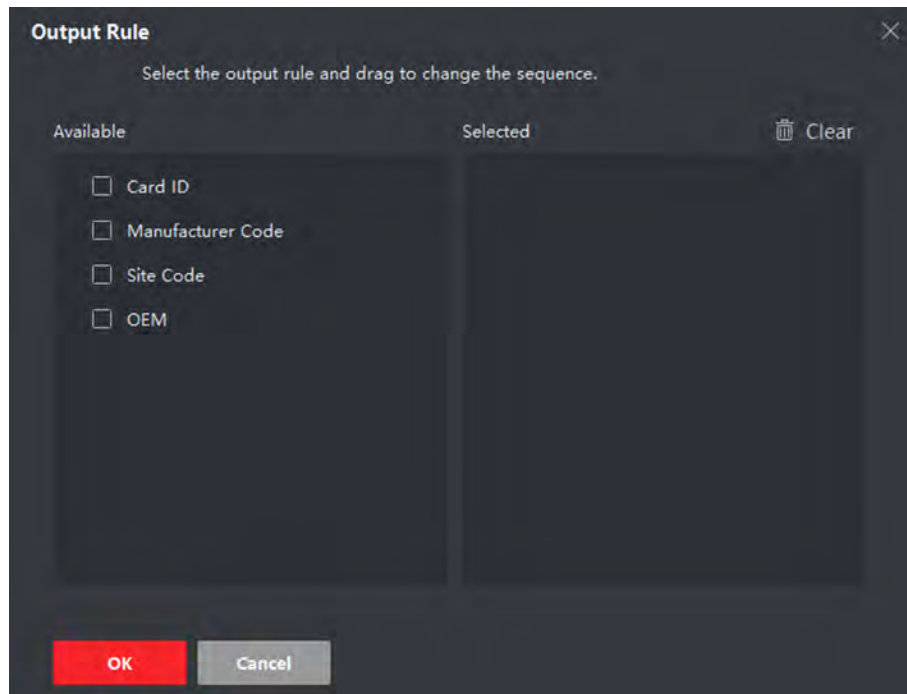 Output Rule
Select the output rule and drag to change the sequence.
Available
Selected
Clear
Card ID
Manufacturer Code
Site Code
OEM
OK
Cancel